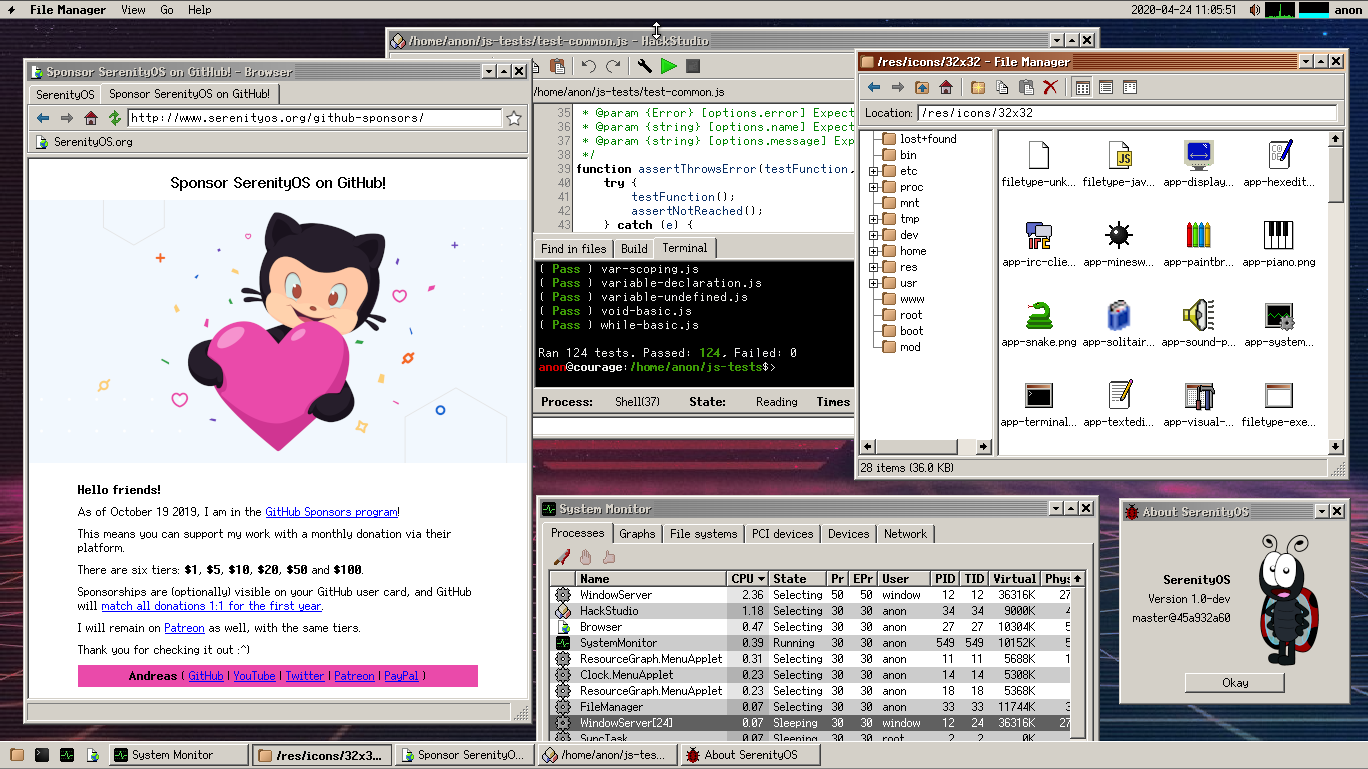 File Manager View Go Help
2020-04-24 11:05:51 anon
Sponsor SerenityOS on GitHub! - Browser
SerenityOS
Sponsor SerenityOS on GitHub!
http://www.serenityos.org/github-sponsors/
SerenityOS.org
Sponsor SerenityOS on GitHub!
Hello friends!
As of October 19 2019, I am in the GitHub Sponsors program!
This means you can support my work with a monthly donation via their
platform.
There are six tiers: $1, $5, $10, $20, $50 and $100.
Sponsorships are (optionally) visible on your GitHub user card, and GitHub
will match all donations 1:1 for the first year.
I will remain on Patreon as well, with the same tiers.
Thank you for checking it out :^)
Andreas ( GitHub | YouTube | Twitter | Patreon | PayPal )
/home/anon/js-tests/test-common.js - HackStudio
/home/anon/js-tests/test-common.js
35 * @param {Error} [options.error] Expect
36 * @param {string} [options.name] Expect
37 * @param {string} [options.message] Exp
38 */
39 function assertThrowsError(testFunction,
40 try {
41 testFunction();
42 assertNotReached();
43 } catch (e) {
Find in files Build Terminal
( Pass ) var-scoping.js
( Pass ) variable-declaration.js
( Pass ) variable-undefined.js
( Pass ) void-basic.js
( Pass ) while-basic.js
Ran 124 tests. Passed: 124, Failed: 0
anon@courage:/home/anon/js-tests$>
Process: Shell(37) State: Reading Times
/res/icons/32x32 - File Manager
Location: /res/icons/32x32
lost+found
bin
etc
proc
mnt
tmp
dev
home
res
usr
www
root
boot
mod
filetype-unk... filetype-jav... app-display... app-hexedit...
app-irc-clie... app-minesw... app-paintbr... app-piano.png
app-snake.png app-solitair... app-sound-p... app-system...
app-terminal... app-textedi... app-visual-... filetype-exe...
28 items (36.0 KB)
System Monitor
Processes Graphs File systems PCI devices Devices Network
Name CPU State Pr EPr User PID TID Virtual Phys
WindowServer 2.36 Selecting 50 50 window 12 12 36316K 27
HackStudio 1.18 Selecting 30 30 anon 34 34 9000K 4
Browser 0.47 Selecting 30 30 anon 27 27 10304K 5
SystemMonitor 0.39 Running 30 30 anon 549 549 10152K 5
ResourceGraph.MenuApplet 0.31 Selecting 30 30 anon 11 11 5688K 1
Clock.MenuApplet 0.23 Selecting 30 30 anon 14 14 5308K
ResourceGraph.MenuApplet 0.23 Selecting 30 30 anon 18 18 5368K
FileManager 0.07 Selecting 30 30 anon 33 33 11744K 3
WindowServer[24] 0.07 Sleeping 30 30 window 12 24 36316K 27
SyncTask 0.07 Sleeping 30 30 root 2 2 0K
About SerenityOS
SerenityOS
Version 1.0-dev
master@45a932a60
Okay
System Monitor
/res/icons/32x3...
Sponsor SerenityO...
/home/anon/js-tes...
About SerenityOS